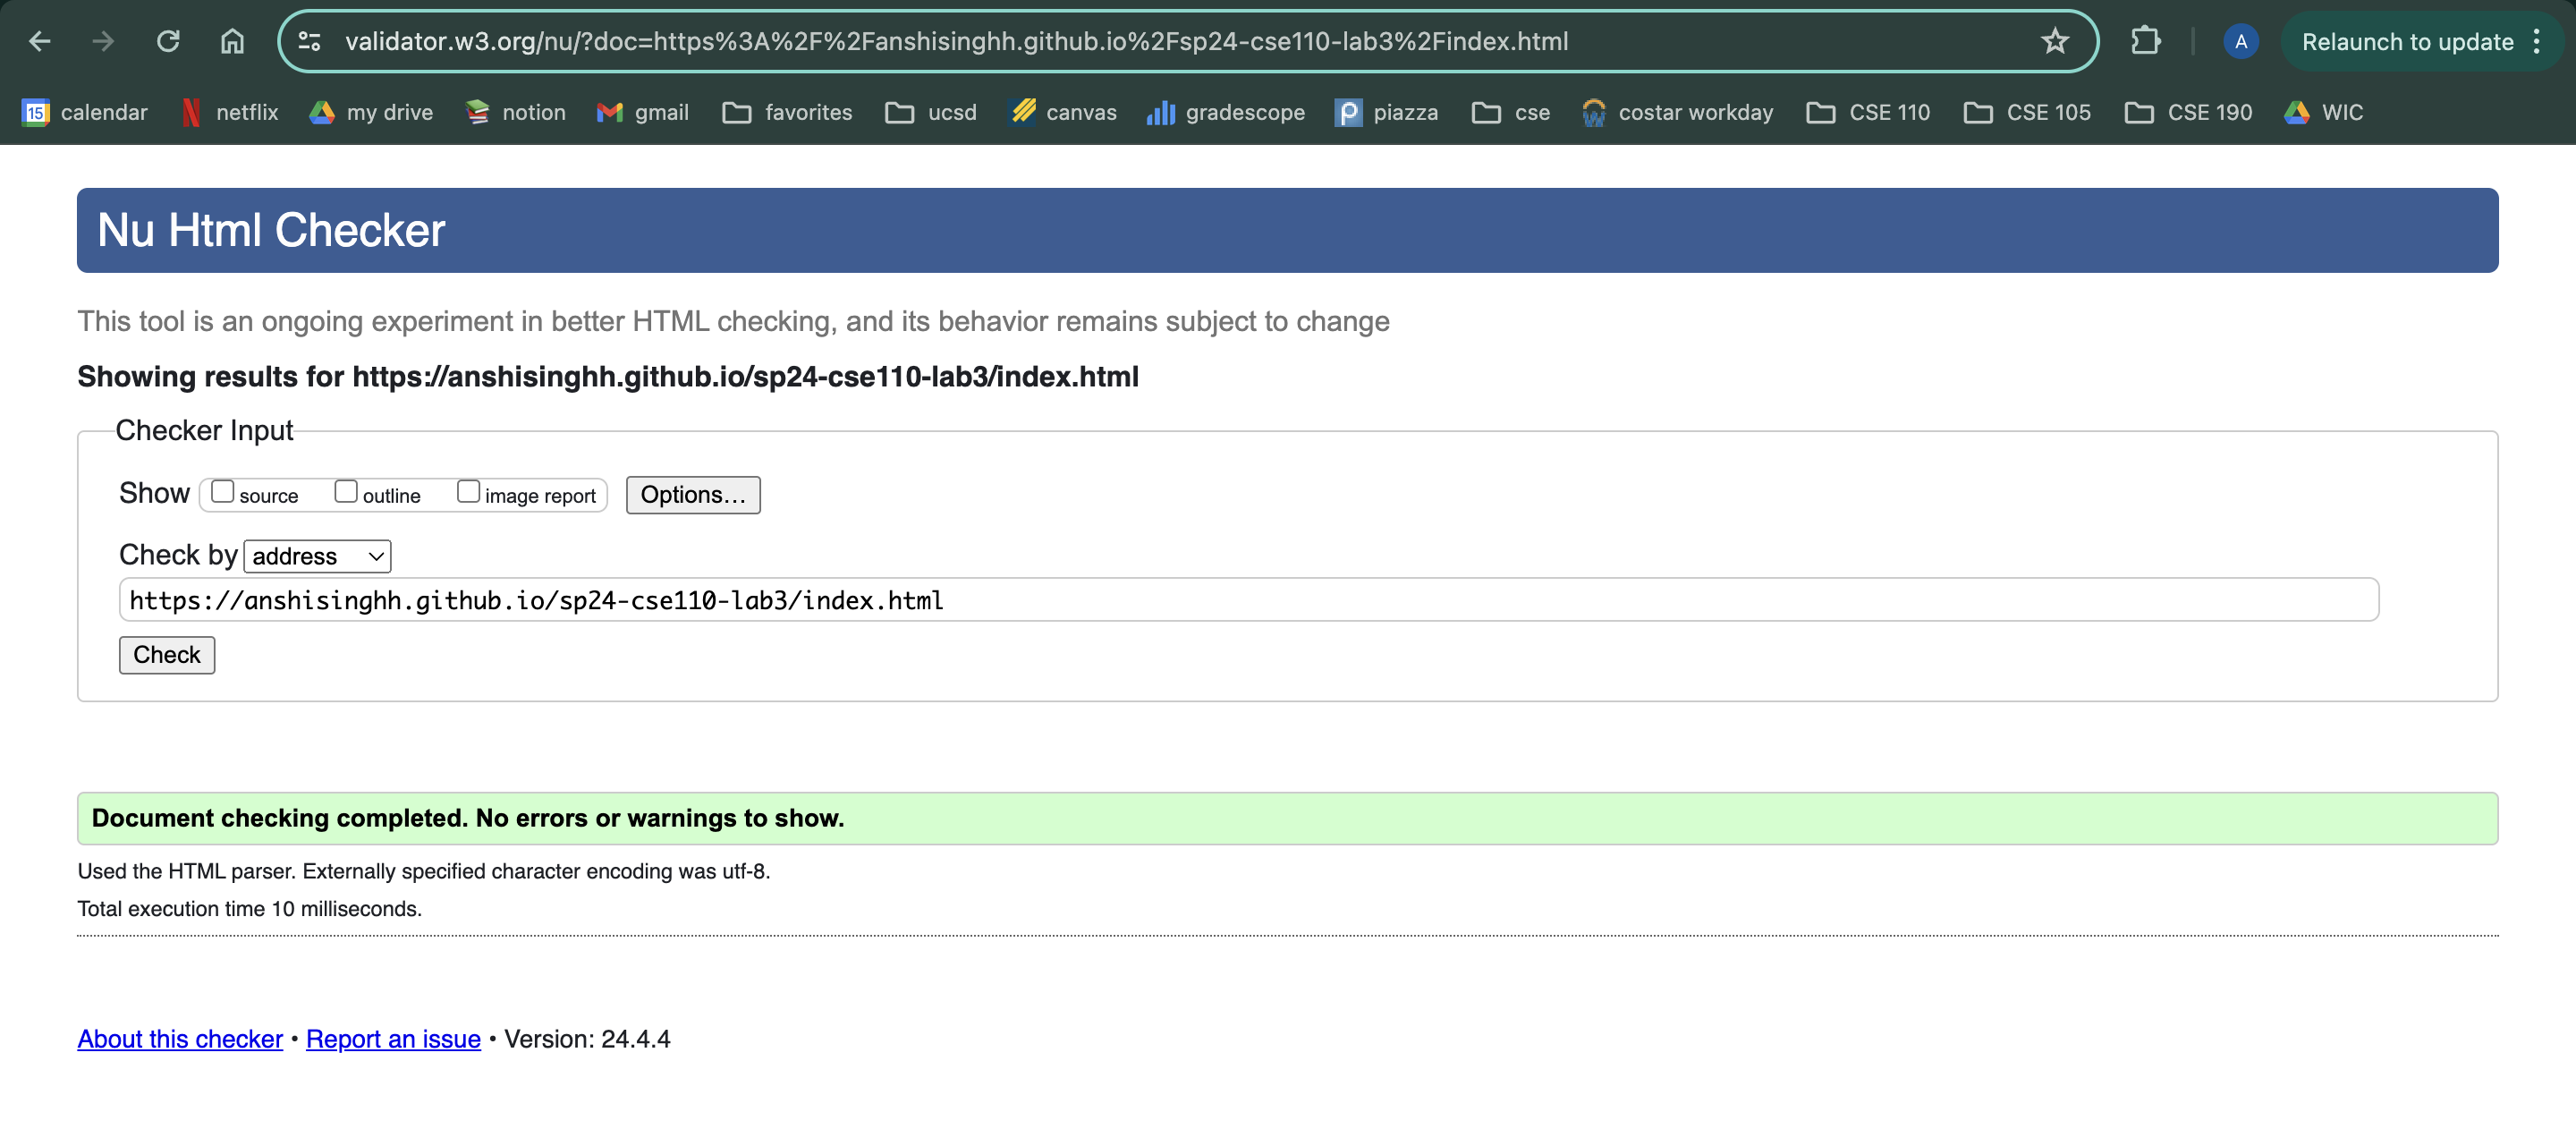 validator.w3.org/nu/?doc=https%3A%2F%2Fanshisinghh.github.io%2Fsp24-cse110-lab3%2Findex.html A Relaunch to update
15 calendar netflix my drive notion gmail favorites ucsd canvas gradescope piazza cse costar workday CSE 110 CSE 105 CSE 190 WIC
Nu Html Checker
This tool is an ongoing experiment in better HTML checking, and its behavior remains subject to change
Showing results for https://anshisinghh.github.io/sp24-cse110-lab3/index.html
Checker Input
Show source outline image report Options...
Check by address
https://anshisinghh.github.io/sp24-cse110-lab3/index.html
Check
Document checking completed. No errors or warnings to show.
Used the HTML parser. Externally specified character encoding was utf-8.
Total execution time 10 milliseconds.
About this checker • Report an issue • Version: 24.4.4